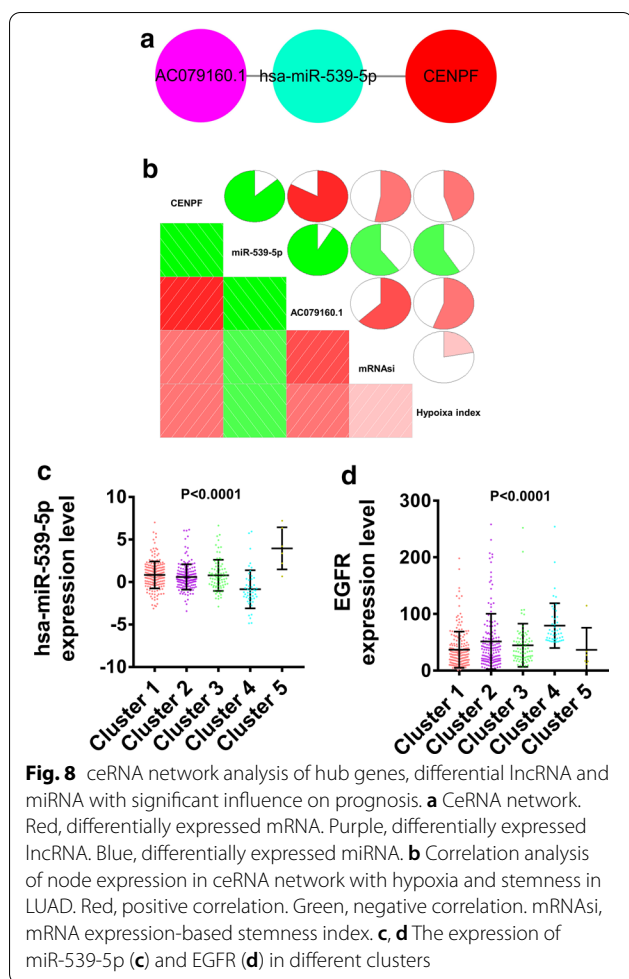 a
AC079160.1 hsa-miR-539-5p CENPF
b
CENPF
miR-539-5p
AC079160.1
mRNAsi
Hypoixa index
c
P<0.0001
hsa-miR-539-5p
expression level
10
5
0
-5
-10
Cluster 1
Cluster 2
Cluster 3
Cluster 4
Cluster 5
d
P<0.0001
EGFR
expression level
300
200
100
0
Cluster 1
Cluster 2
Cluster 3
Cluster 4
Cluster 5
Fig. 8 ceRNA network analysis of hub genes, differential lncRNA and
miRNA with significant influence on prognosis. a CeRNA network.
Red, differentially expressed mRNA. Purple, differentially expressed
lncRNA. Blue, differentially expressed miRNA. b Correlation analysis
of node expression in ceRNA network with hypoxia and stemness in
LUAD. Red, positive correlation. Green, negative correlation. mRNAsi,
mRNA expression-based stemness index. c, d The expression of
miR-539-5p (c) and EGFR (d) in different clusters